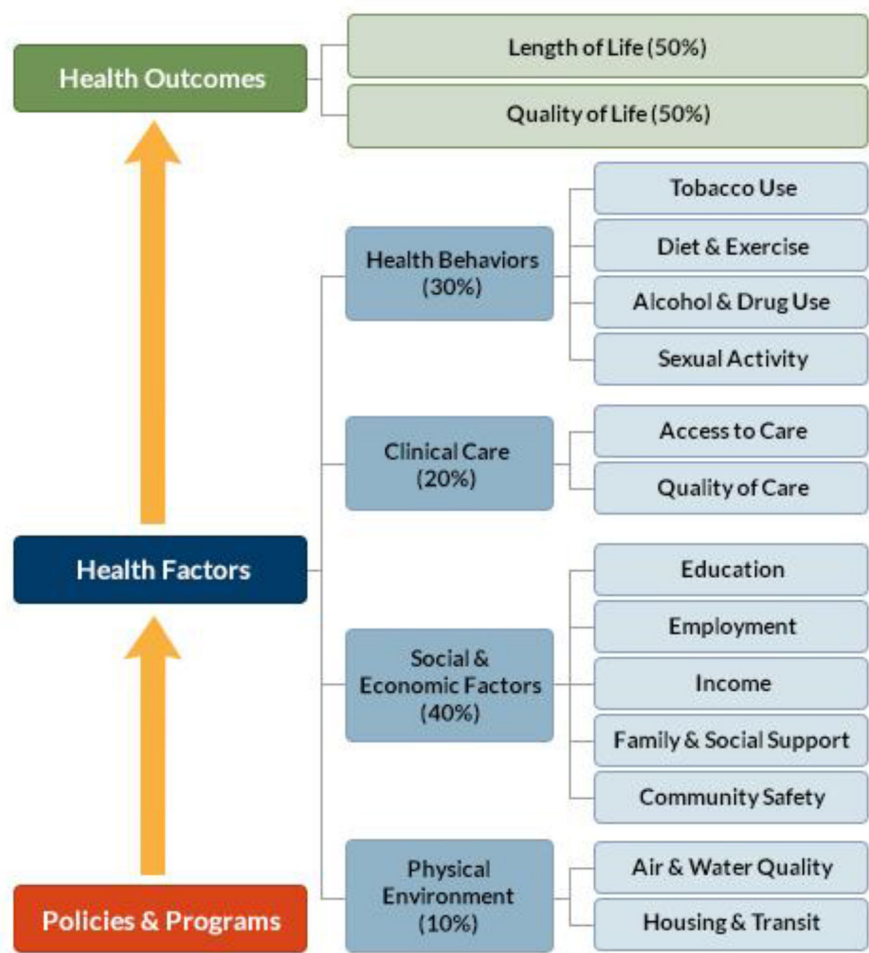 Health Outcomes
Length of Life (50%)
Quality of Life (50%)
Health Factors
Health Behaviors
(30%)
Tobacco Use
Diet & Exercise
Alcohol & Drug Use
Sexual Activity
Clinical Care
(20%)
Access to Care
Quality of Care
Social &
Economic Factors
(40%)
Education
Employment
Income
Family & Social Support
Community Safety
Physical
Environment
(10%)
Air & Water Quality
Housing & Transit
Policies & Programs